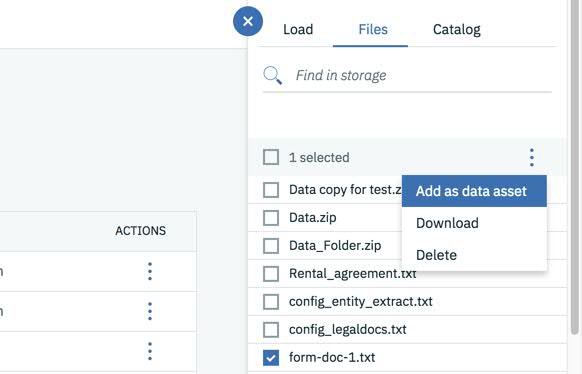 Load Files Catalog
Find in storage
1 selected
Data copy for test.z
Add as data asset
Data.zip
Download
Data_Folder.zip
Delete
Rental_agreement.txt
config_entity_extract.txt
config_legaldocs.txt
form-doc-1.txt
ACTIONS